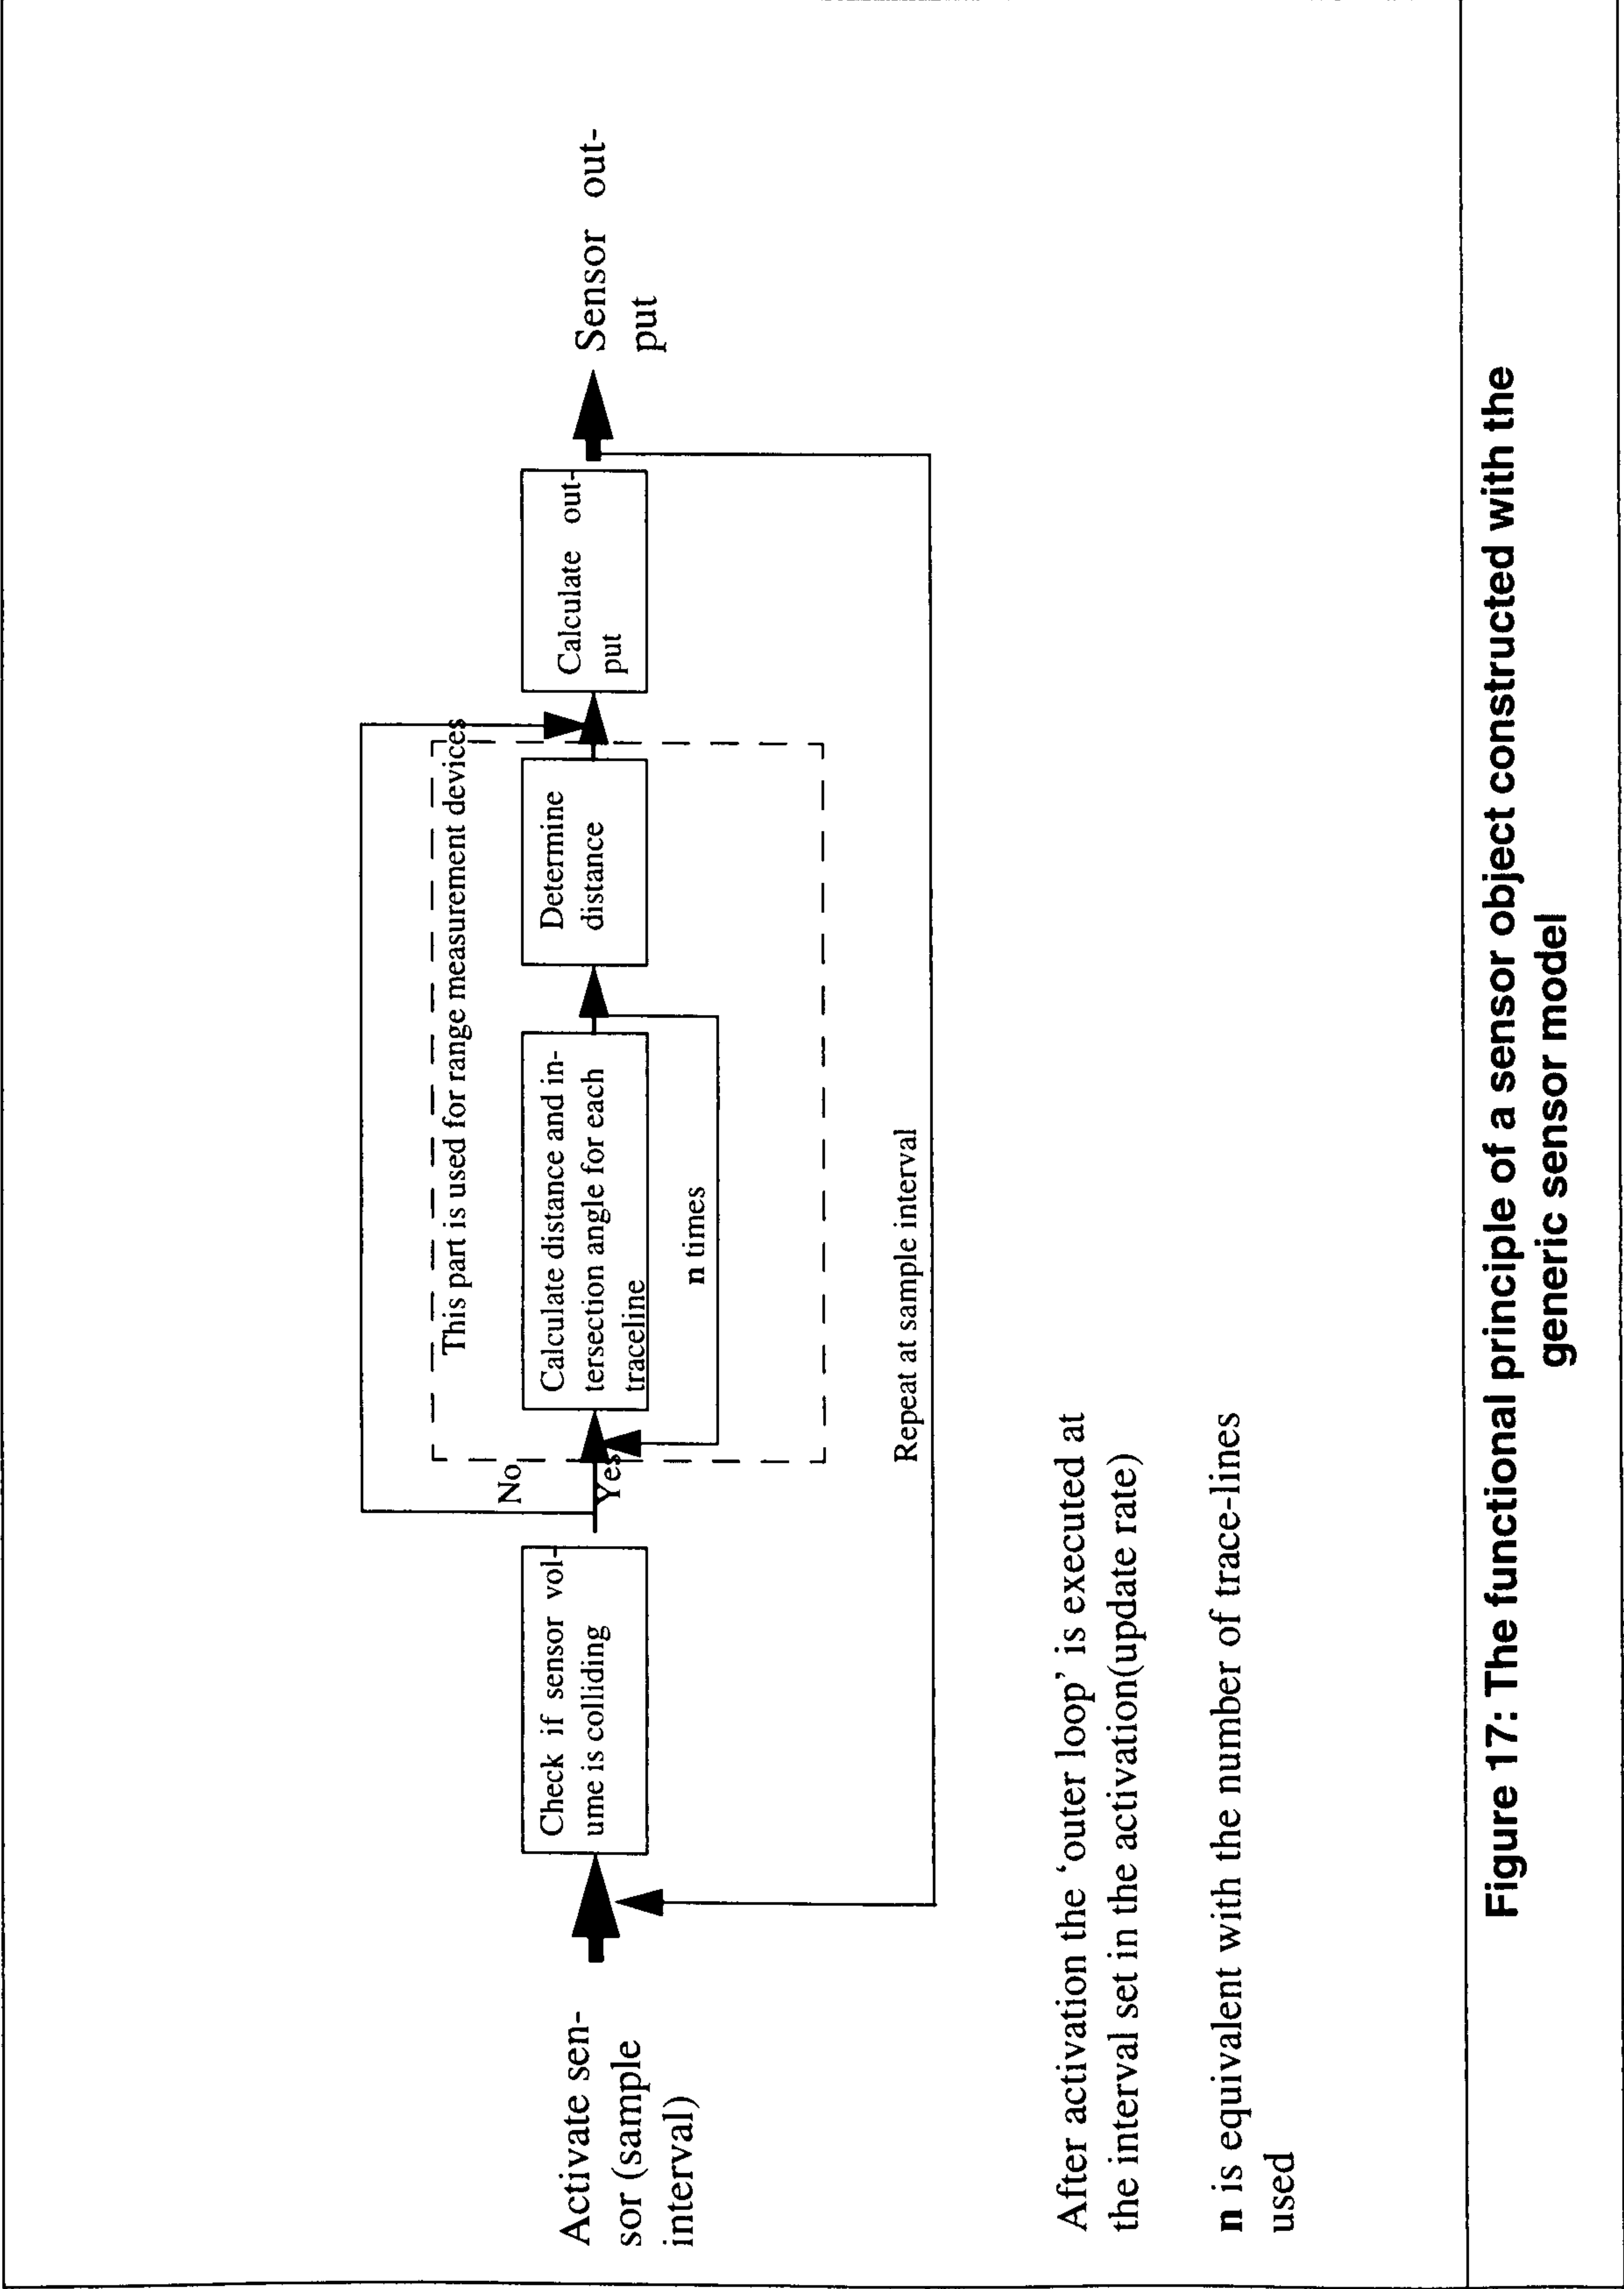 Activate sen-
sor (sample
interval)
Check if sensor vol-
ume is colliding
No
Yes
This part is used for range measurement devices
Calculate distance and in-
tersection angle for each
traceline
n times
Determine
distance
Calculate out-
put
Sensor out-
put
Repeat at sample interval
After activation the ‘outer loop’ is executed at
the interval set in the activation(update rate)
n is equivalent with the number of trace-lines
used
Figure 17: The functional principle of a sensor object constructed with the
generic sensor model